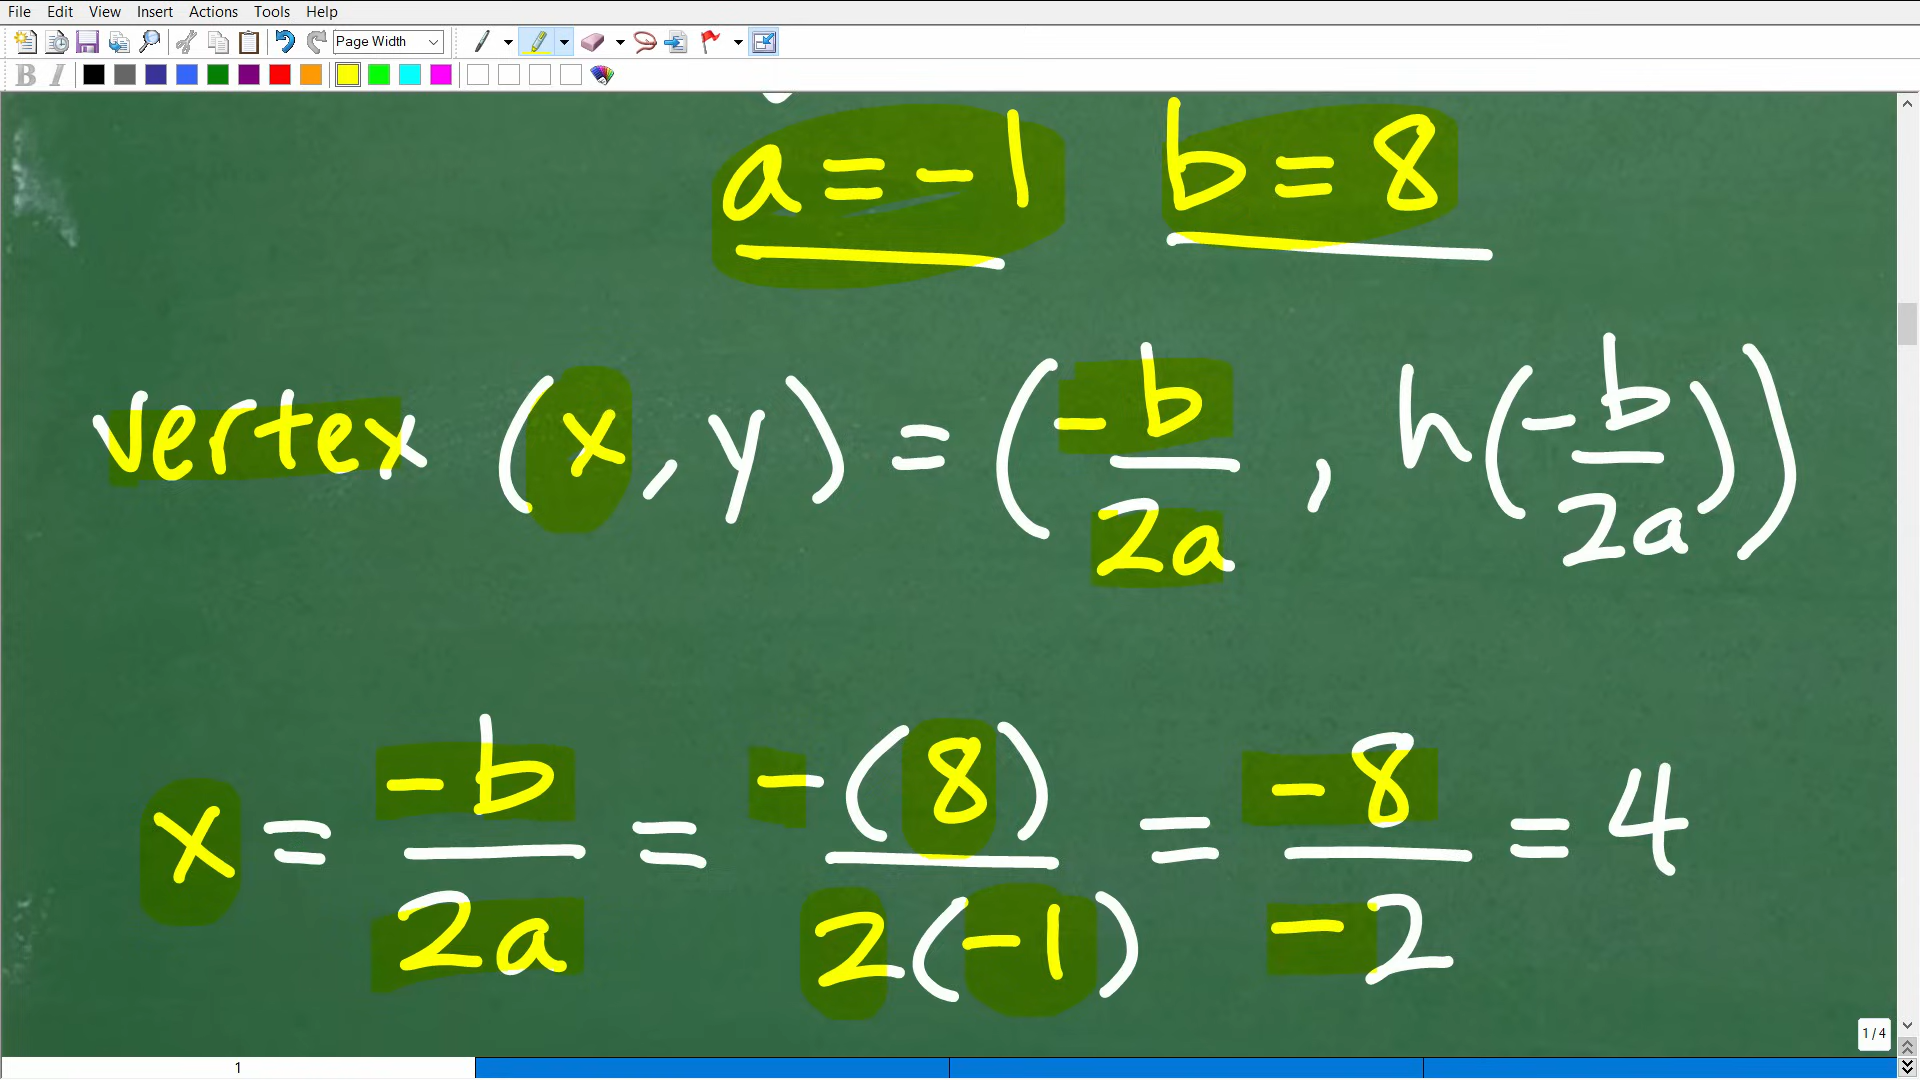 File Edit View Insert Actions Tools Help
Page Width
B I
a = -1 b = 8
vertex (x, y) = (-b/2a, h(-b/2a))
x = -b/2a = -(8)/2(-1) = -8/-2 = 4
1 / 4
1